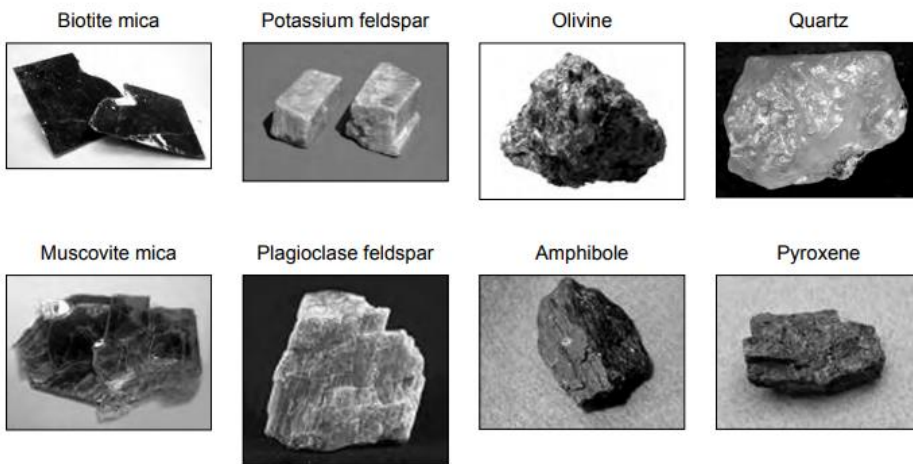 Biotite mica
Potassium feldspar
Olivine
Quartz
Muscovite mica
Plagioclase feldspar
Amphibole
Pyroxene